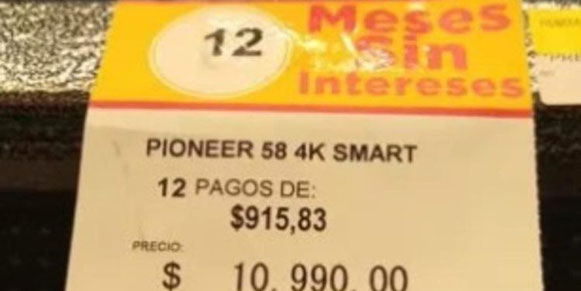 12
Meses
Sin
Intereses
PIONEER 58 4K SMART
12 PAGOS DE:
$915,83
PRECIO:
$ 10, 990. 00